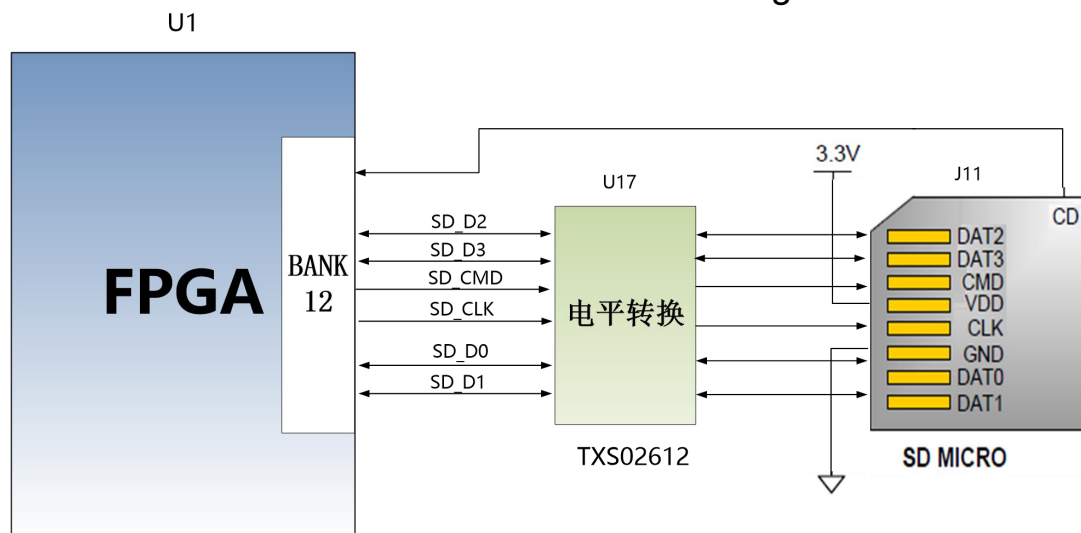 g
U1
FPGA
BANK
12
SD_D2
SD_D3
SD_CMD
SD_CLK
SD_D0
SD_D1
U17
电平转换
TXS02612
3.3V
J11
CD
DAT2
DAT3
CMD
VDD
CLK
GND
DAT0
DAT1
SD MICRO